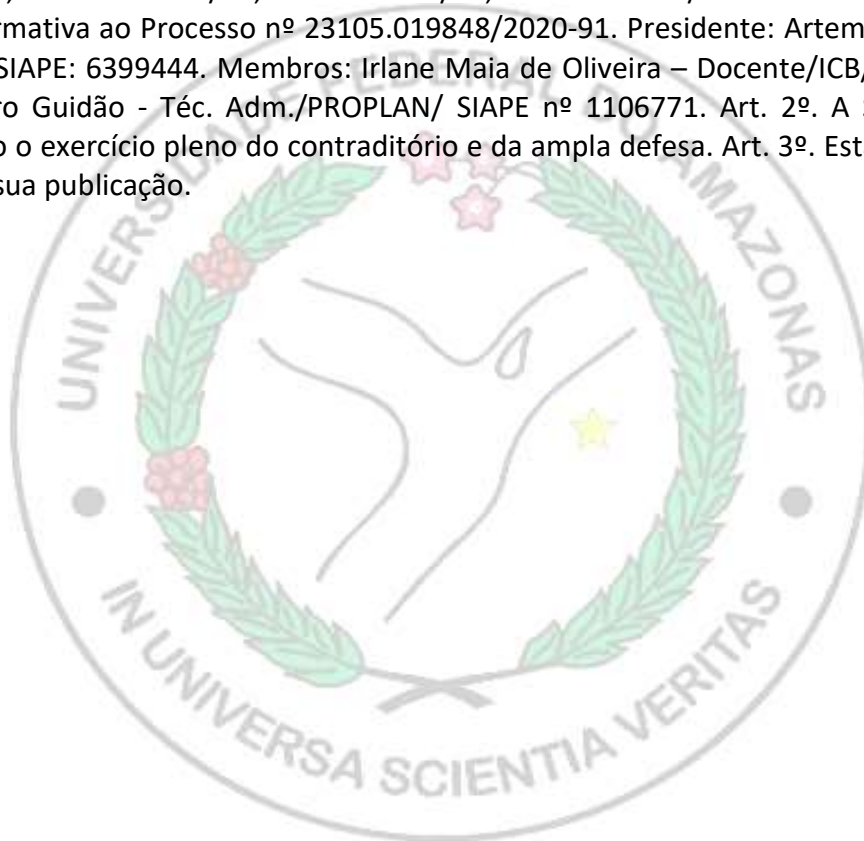 rmativa ao Processo nº 23105.019848/2020-91. Presidente: Artem
SIAPE: 6399444. Membros: Irlane Maia de Oliveira – Docente/ICB/
ro Guidão - Téc. Adm./PROPLAN/ SIAPE nº 1106771. Art. 2º. A
o o exercício pleno do contraditório e da ampla defesa. Art. 3º. Est
sua publicação.
UNIVERSIDADE FEDERAL DO AMAZONAS
IN UNIVERSA SCIENTIA VERITAS